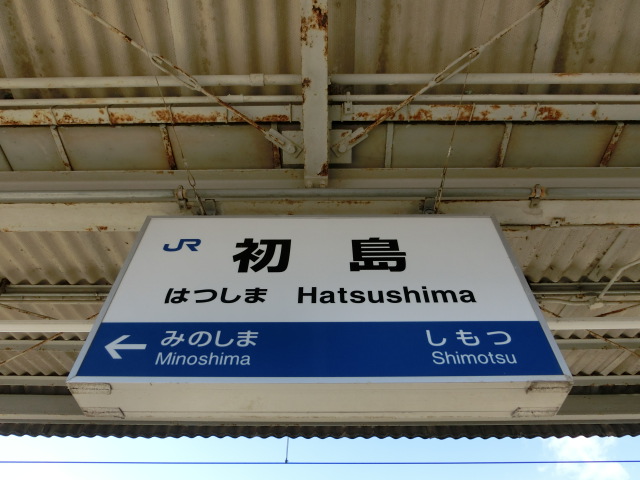 JR 初島
はつしま Hatsushima
← みのしま しもつ
Minoshima Shimotsu